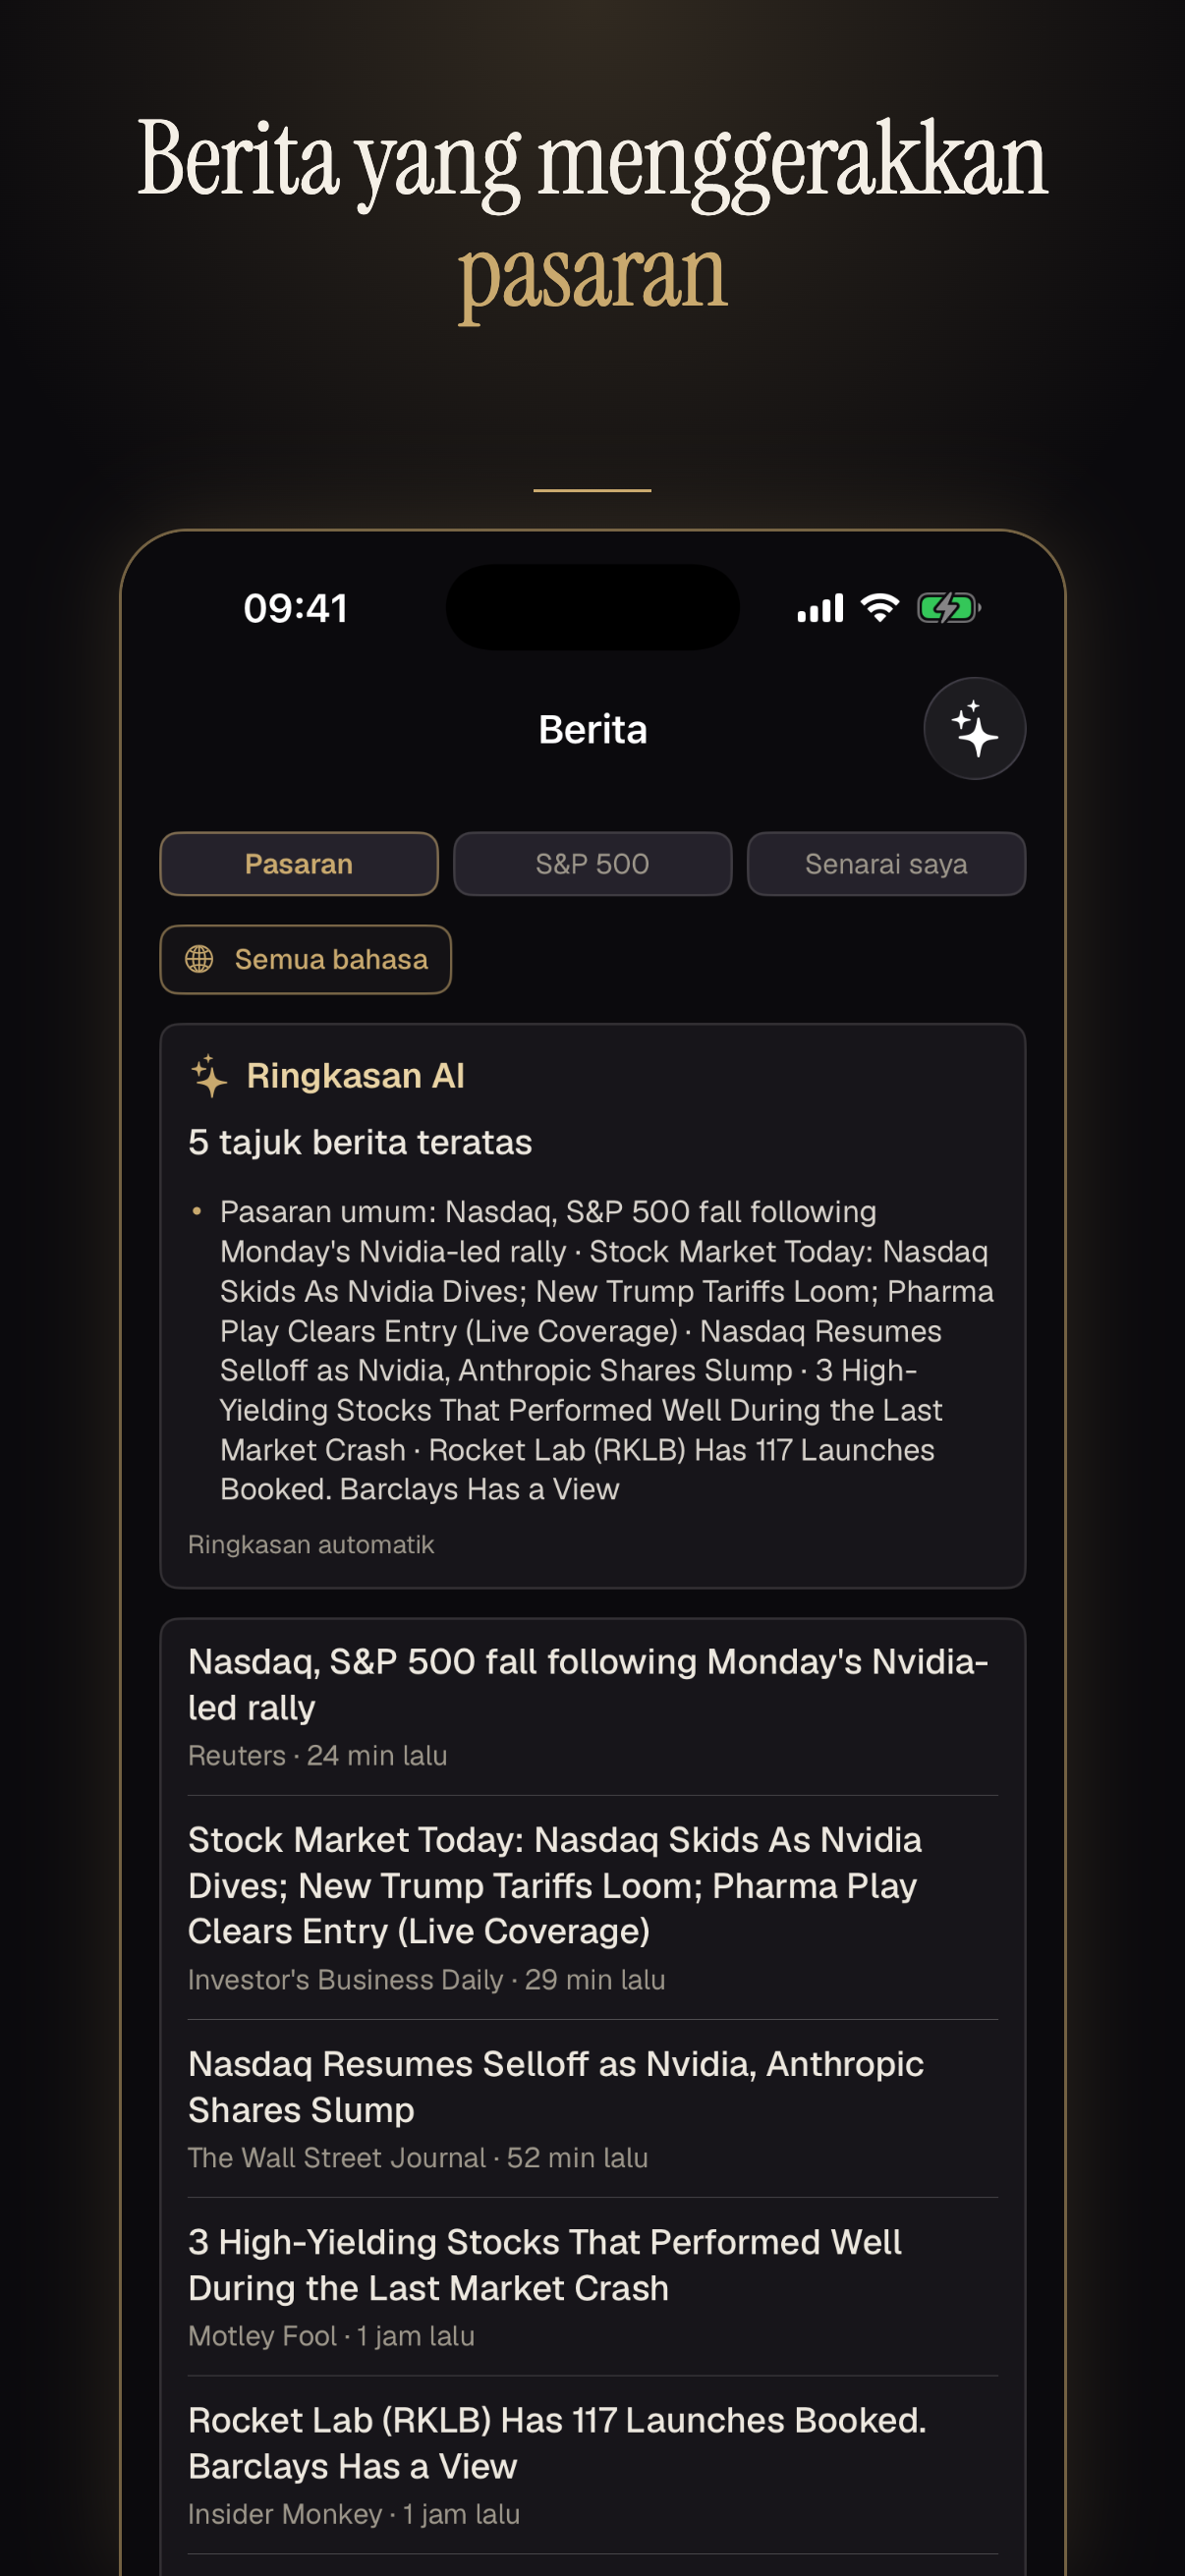 Berita yang menggerakkan
pasaran
09:41
Berita
Pasaran
S&P 500
Senarai saya
Semua bahasa
Ringkasan AI
5 tajuk berita teratas
• Pasaran umum: Nasdaq, S&P 500 fall following
Monday's Nvidia-led rally · Stock Market Today: Nasdaq
Skids As Nvidia Dives; New Trump Tariffs Loom; Pharma
Play Clears Entry (Live Coverage) · Nasdaq Resumes
Selloff as Nvidia, Anthropic Shares Slump · 3 High-
Yielding Stocks That Performed Well During the Last
Market Crash · Rocket Lab (RKLB) Has 117 Launches
Booked. Barclays Has a View
Ringkasan automatik
Nasdaq, S&P 500 fall following Monday's Nvidia-
led rally
Reuters · 24 min lalu
Stock Market Today: Nasdaq Skids As Nvidia
Dives; New Trump Tariffs Loom; Pharma Play
Clears Entry (Live Coverage)
Investor's Business Daily · 29 min lalu
Nasdaq Resumes Selloff as Nvidia, Anthropic
Shares Slump
The Wall Street Journal · 52 min lalu
3 High-Yielding Stocks That Performed Well
During the Last Market Crash
Motley Fool · 1 jam lalu
Rocket Lab (RKLB) Has 117 Launches Booked.
Barclays Has a View
Insider Monkey · 1 jam lalu